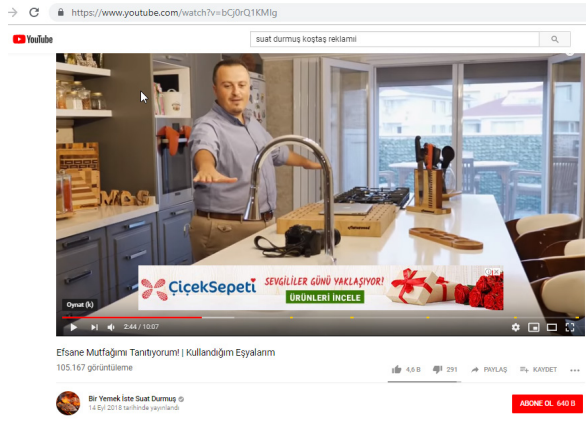 https://www.youtube.com/watch?v=bCj0rQ1KMlg
YouTube
suat durmuş koştaş reklamıı
ÇiçekSepeti
SEVGİLİLER GÜNÜ YAKLAŞIYOR!
ÜRÜNLERİ İNCELE
Oynat (k)
2:44 / 10:07
Efsane Mutfağımı Tanıtıyorum! | Kullandığım Eşyalarım
105.167 görüntüleme
4,6 B 291 PAYLAŞ KAYDET
Bir Yemek İste Suat Durmuş
14 Eyl 2018 tarihinde yayınlandı
ABONE OL 640 B